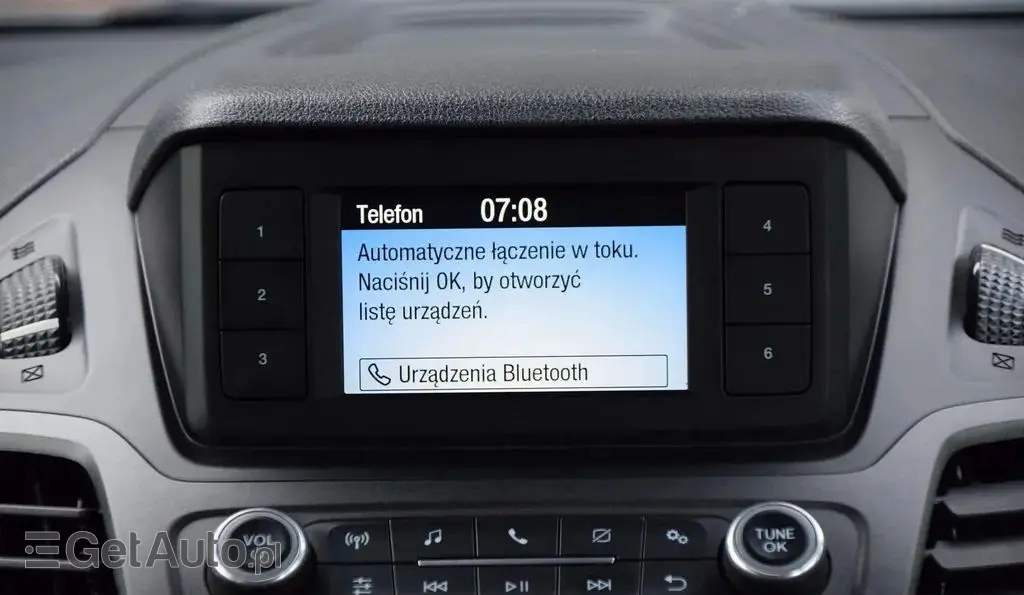 Telefon 07:08
1
4
Automatyczne łączenie w toku.
Naciśnij OK, by otworzyć
listę urządzeń.
2
5
3
6
Urządzenia Bluetooth
VOL
TUNE
OK
GetAuto.pl